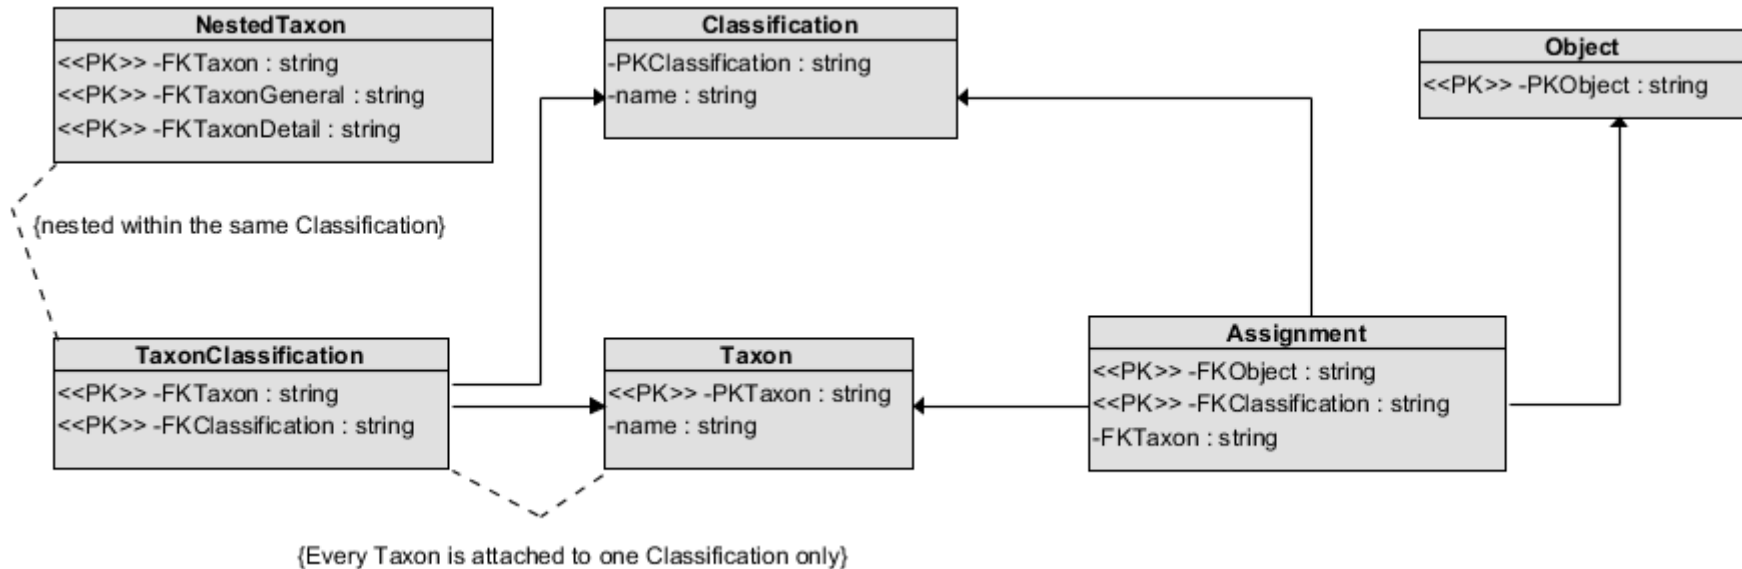 NestedTaxon
<<PK>> -FKTaxon : string
<<PK>> -FKTaxonGeneral : string
<<PK>> -FKTaxonDetail : string
Classification
-PKClassification : string
-name : string
Object
<<PK>> -PKObject : string
{nested within the same Classification}
TaxonClassification
<<PK>> -FKTaxon : string
<<PK>> -FKClassification : string
Taxon
<<PK>> -PKTaxon : string
-name : string
Assignment
<<PK>> -FKObject : string
<<PK>> -FKClassification : string
-FKTaxon : string
{Every Taxon is attached to one Classification only}